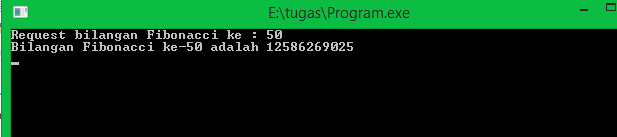 E:\tugas\Program.exe
Request bilangan Fibonacci ke : 50
Bilangan Fibonacci ke-50 adalah 12586269025